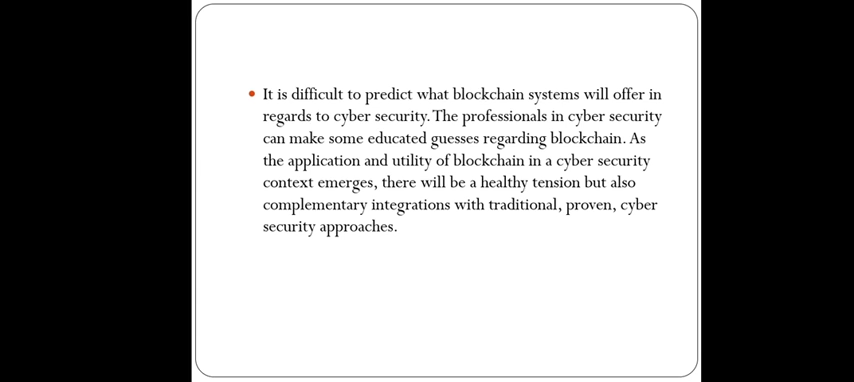 • It is difficult to predict what blockchain systems will offer in
regards to cyber security. The professionals in cyber security
can make some educated guesses regarding blockchain. As
the application and utility of blockchain in a cyber security
context emerges, there will be a healthy tension but also
complementary integrations with traditional, proven, cyber
security approaches.